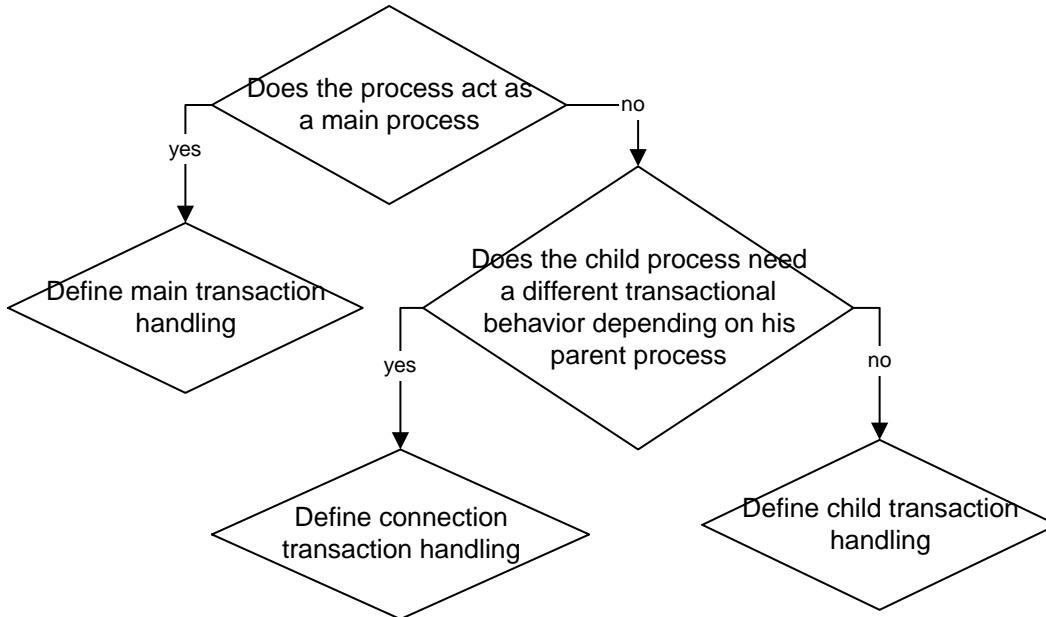 Does the process act as
a main process
no
yes
Define main transaction
handling
Does the child process need
a different transactional
behavior depending on his
parent process
yes
no
Define connection
transaction handling
Define child transaction
handling